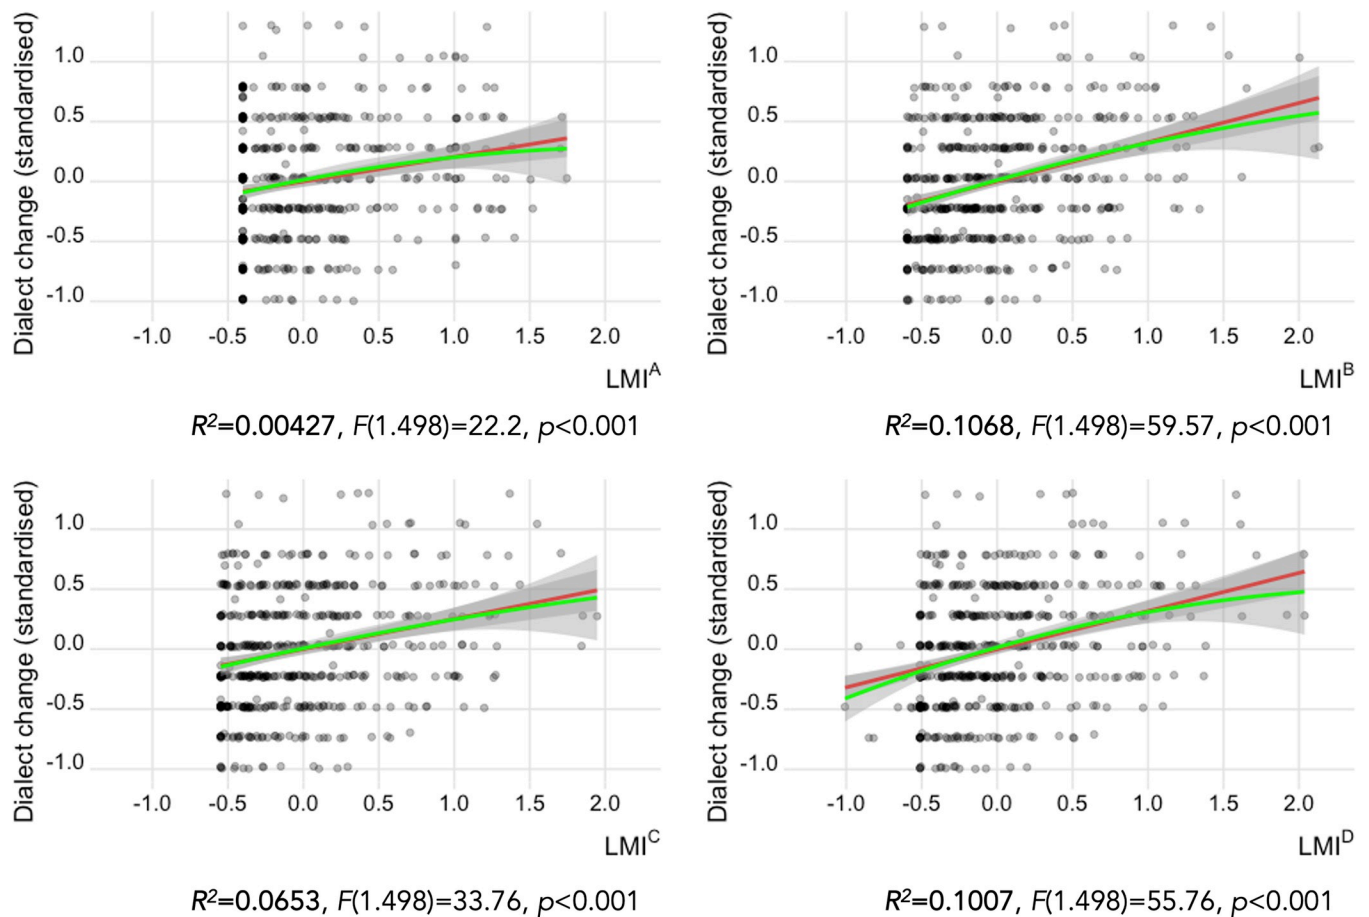 Dialect change (standardised)
1.0
0.5
0.0
-0.5
-1.0
-1.0 -0.5 0.0 0.5 1.0 1.5 2.0
LMI^A
R²=0.00427, F(1.498)=22.2, p<0.001
Dialect change (standardised)
1.0
0.5
0.0
-0.5
-1.0
-1.0 -0.5 0.0 0.5 1.0 1.5 2.0
LMI^B
R²=0.1068, F(1.498)=59.57, p<0.001
Dialect change (standardised)
1.0
0.5
0.0
-0.5
-1.0
-1.0 -0.5 0.0 0.5 1.0 1.5 2.0
LMI^C
R²=0.0653, F(1.498)=33.76, p<0.001
Dialect change (standardised)
1.0
0.5
0.0
-0.5
-1.0
-1.0 -0.5 0.0 0.5 1.0 1.5 2.0
LMI^D
R²=0.1007, F(1.498)=55.76, p<0.001